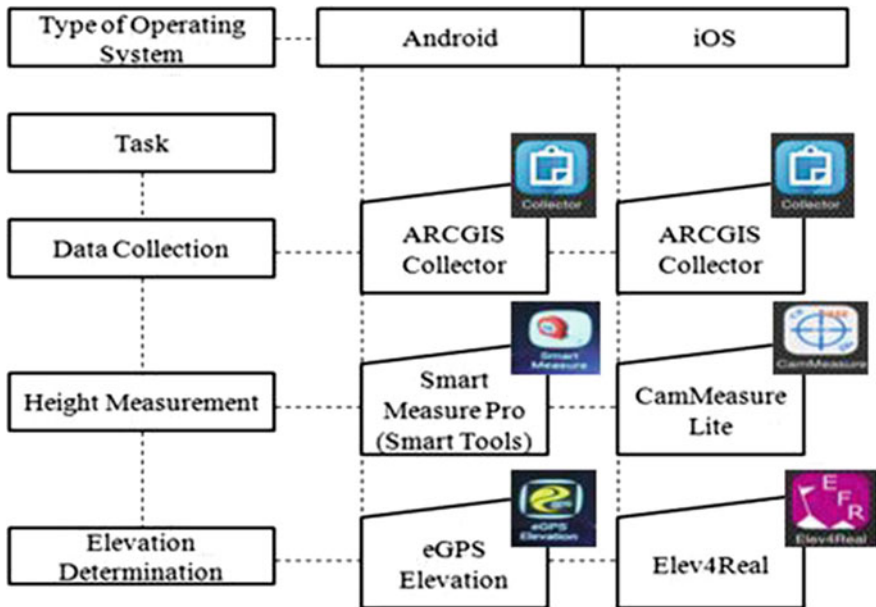 Type of Operating
System
Android
iOS
Task
Collector
Collector
Data Collection
ARCGIS
Collector
ARCGIS
Collector
Smart
Measure
CamMeasure
Height Measurement
Smart
Measure Pro
(Smart Tools)
CamMeasure
Lite
eGPS
Elevation
E
F
R
Elev4Real
Elevation
Determination
eGPS
Elevation
Elev4Real